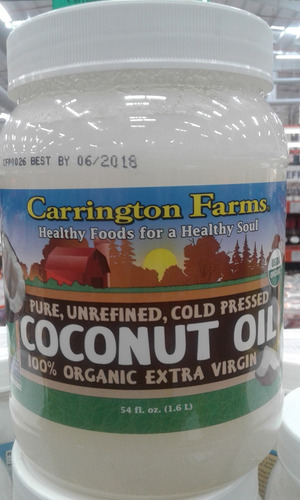 BEST BY 06/2018
Carrington Farms
Healthy Foods for a Healthy Soul
PURE, UNREFINED, COLD PRESSED
COCONUT OIL
100% ORGANIC EXTRA VIRGIN
54 fl. oz. (1.6 L)